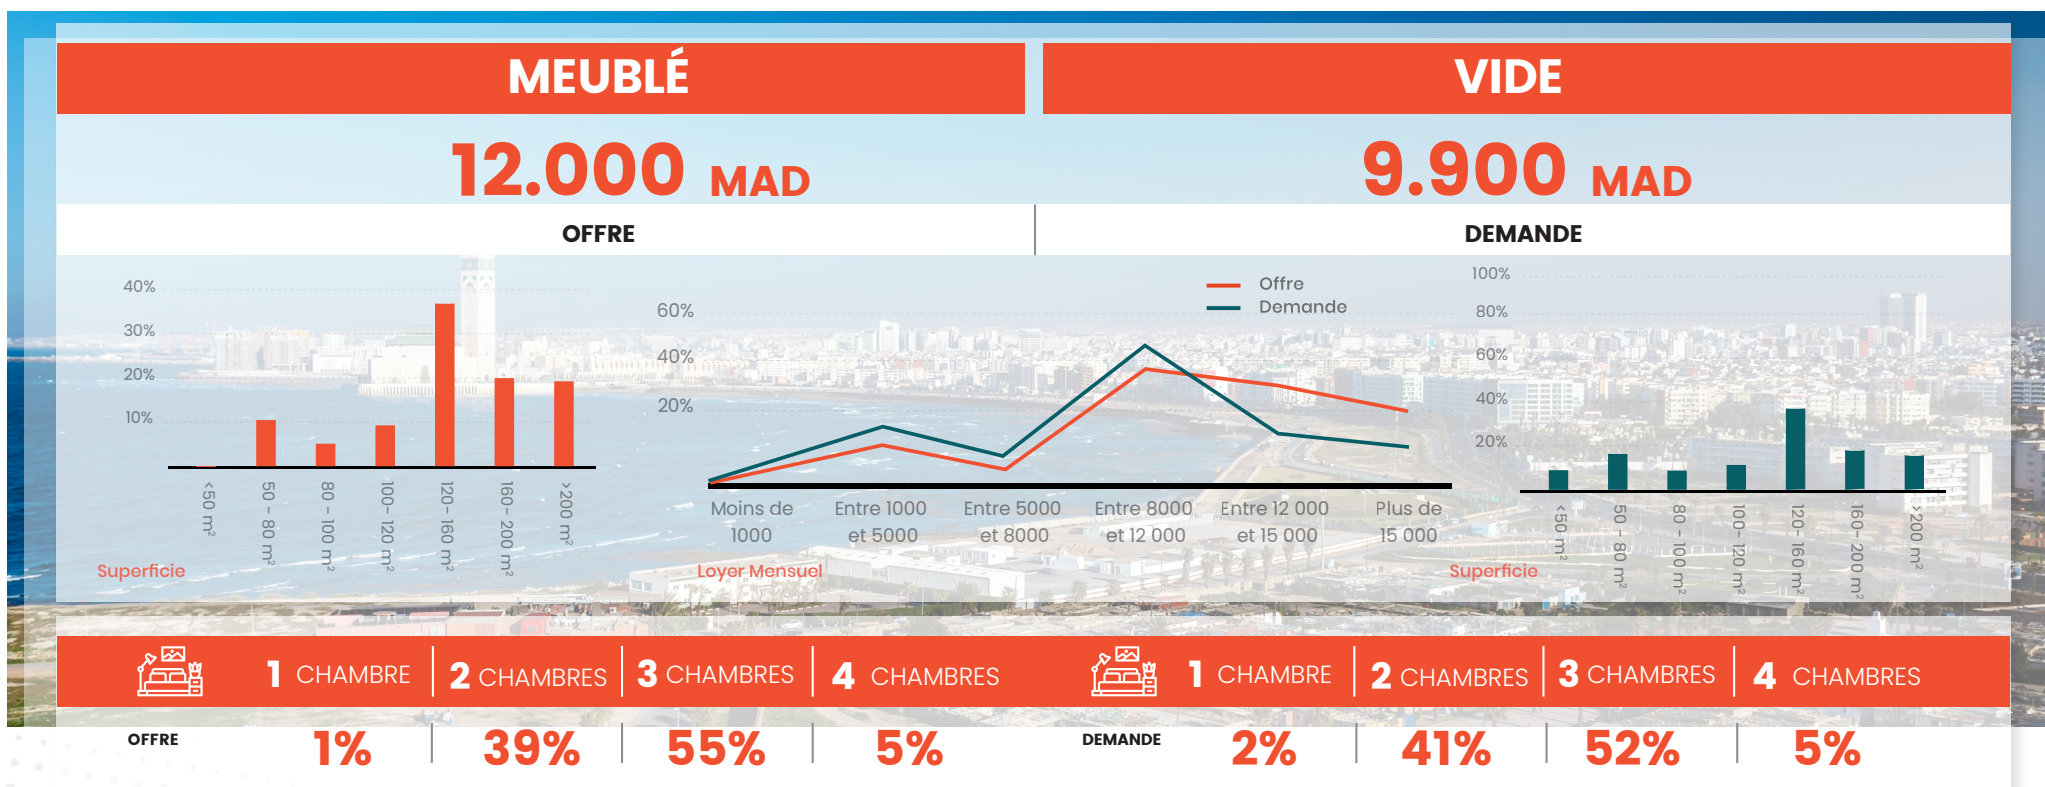 MEUBLÉ
VIDE
12.000 MAD
9.900 MAD
OFFRE
DEMANDE
40%
30%
20%
10%
<50 m²
50 - 80 m²
80 - 100 m²
100- 120 m²
120- 160 m²
160- 200 m²
>200 m²
Superficie
Offre
Demande
60%
40%
20%
Moins de
1000
Entre 1000
et 5000
Entre 5000
et 8000
Entre 8000
et 12 000
Entre 12 000
et 15 000
Plus de
15 000
Loyer Mensuel
100%
80%
60%
40%
20%
<50 m²
50 - 80 m²
80 - 100 m²
100- 120 m²
120- 160 m²
160- 200 m²
>200 m²
Superficie
1 CHAMBRE
2 CHAMBRES
3 CHAMBRES
4 CHAMBRES
1 CHAMBRE
2 CHAMBRES
3 CHAMBRES
4 CHAMBRES
OFFRE
1%
39%
55%
5%
DEMANDE
2%
41%
52%
5%